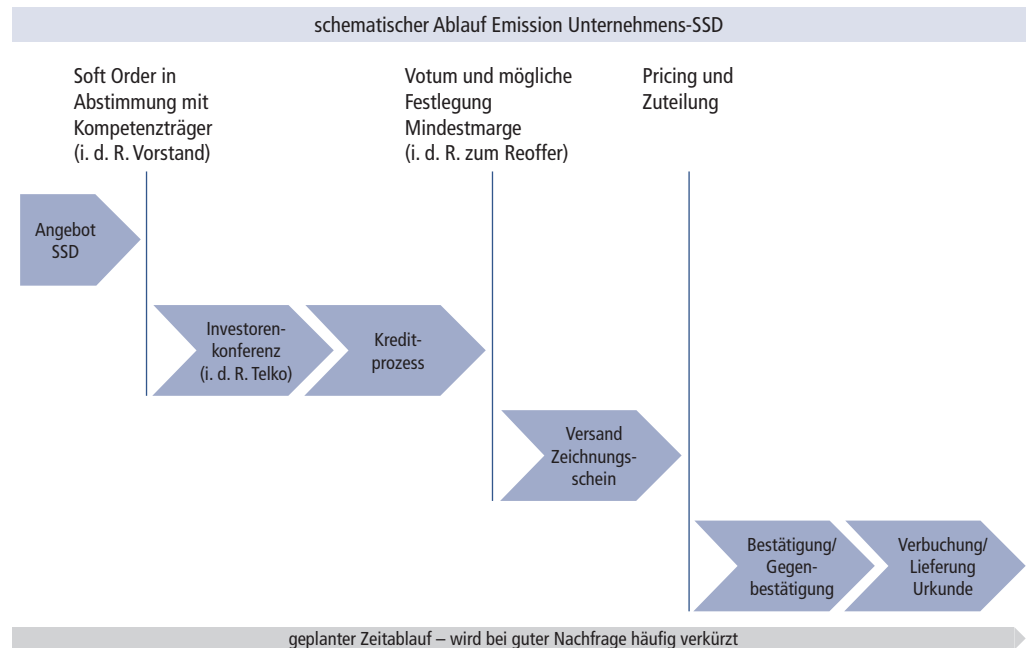 schematischer Ablauf Emission Unternehmens-SSD
Soft Order in
Abstimmung mit
Kompetenzträger
(i. d. R. Vorstand)
Votum und mögliche
Festlegung
Mindestmarge
(i. d. R. zum Reoffer)
Pricing und
Zuteilung
Angebot
SSD
Investoren-
konferenz
(i. d. R. Telko)
Kredit-
prozess
Versand
Zeichnungs-
schein
Bestätigung/
Gegen-
bestätigung
Verbuchung/
Lieferung
Urkunde
geplanter Zeitablauf – wird bei guter Nachfrage häufig verkürzt